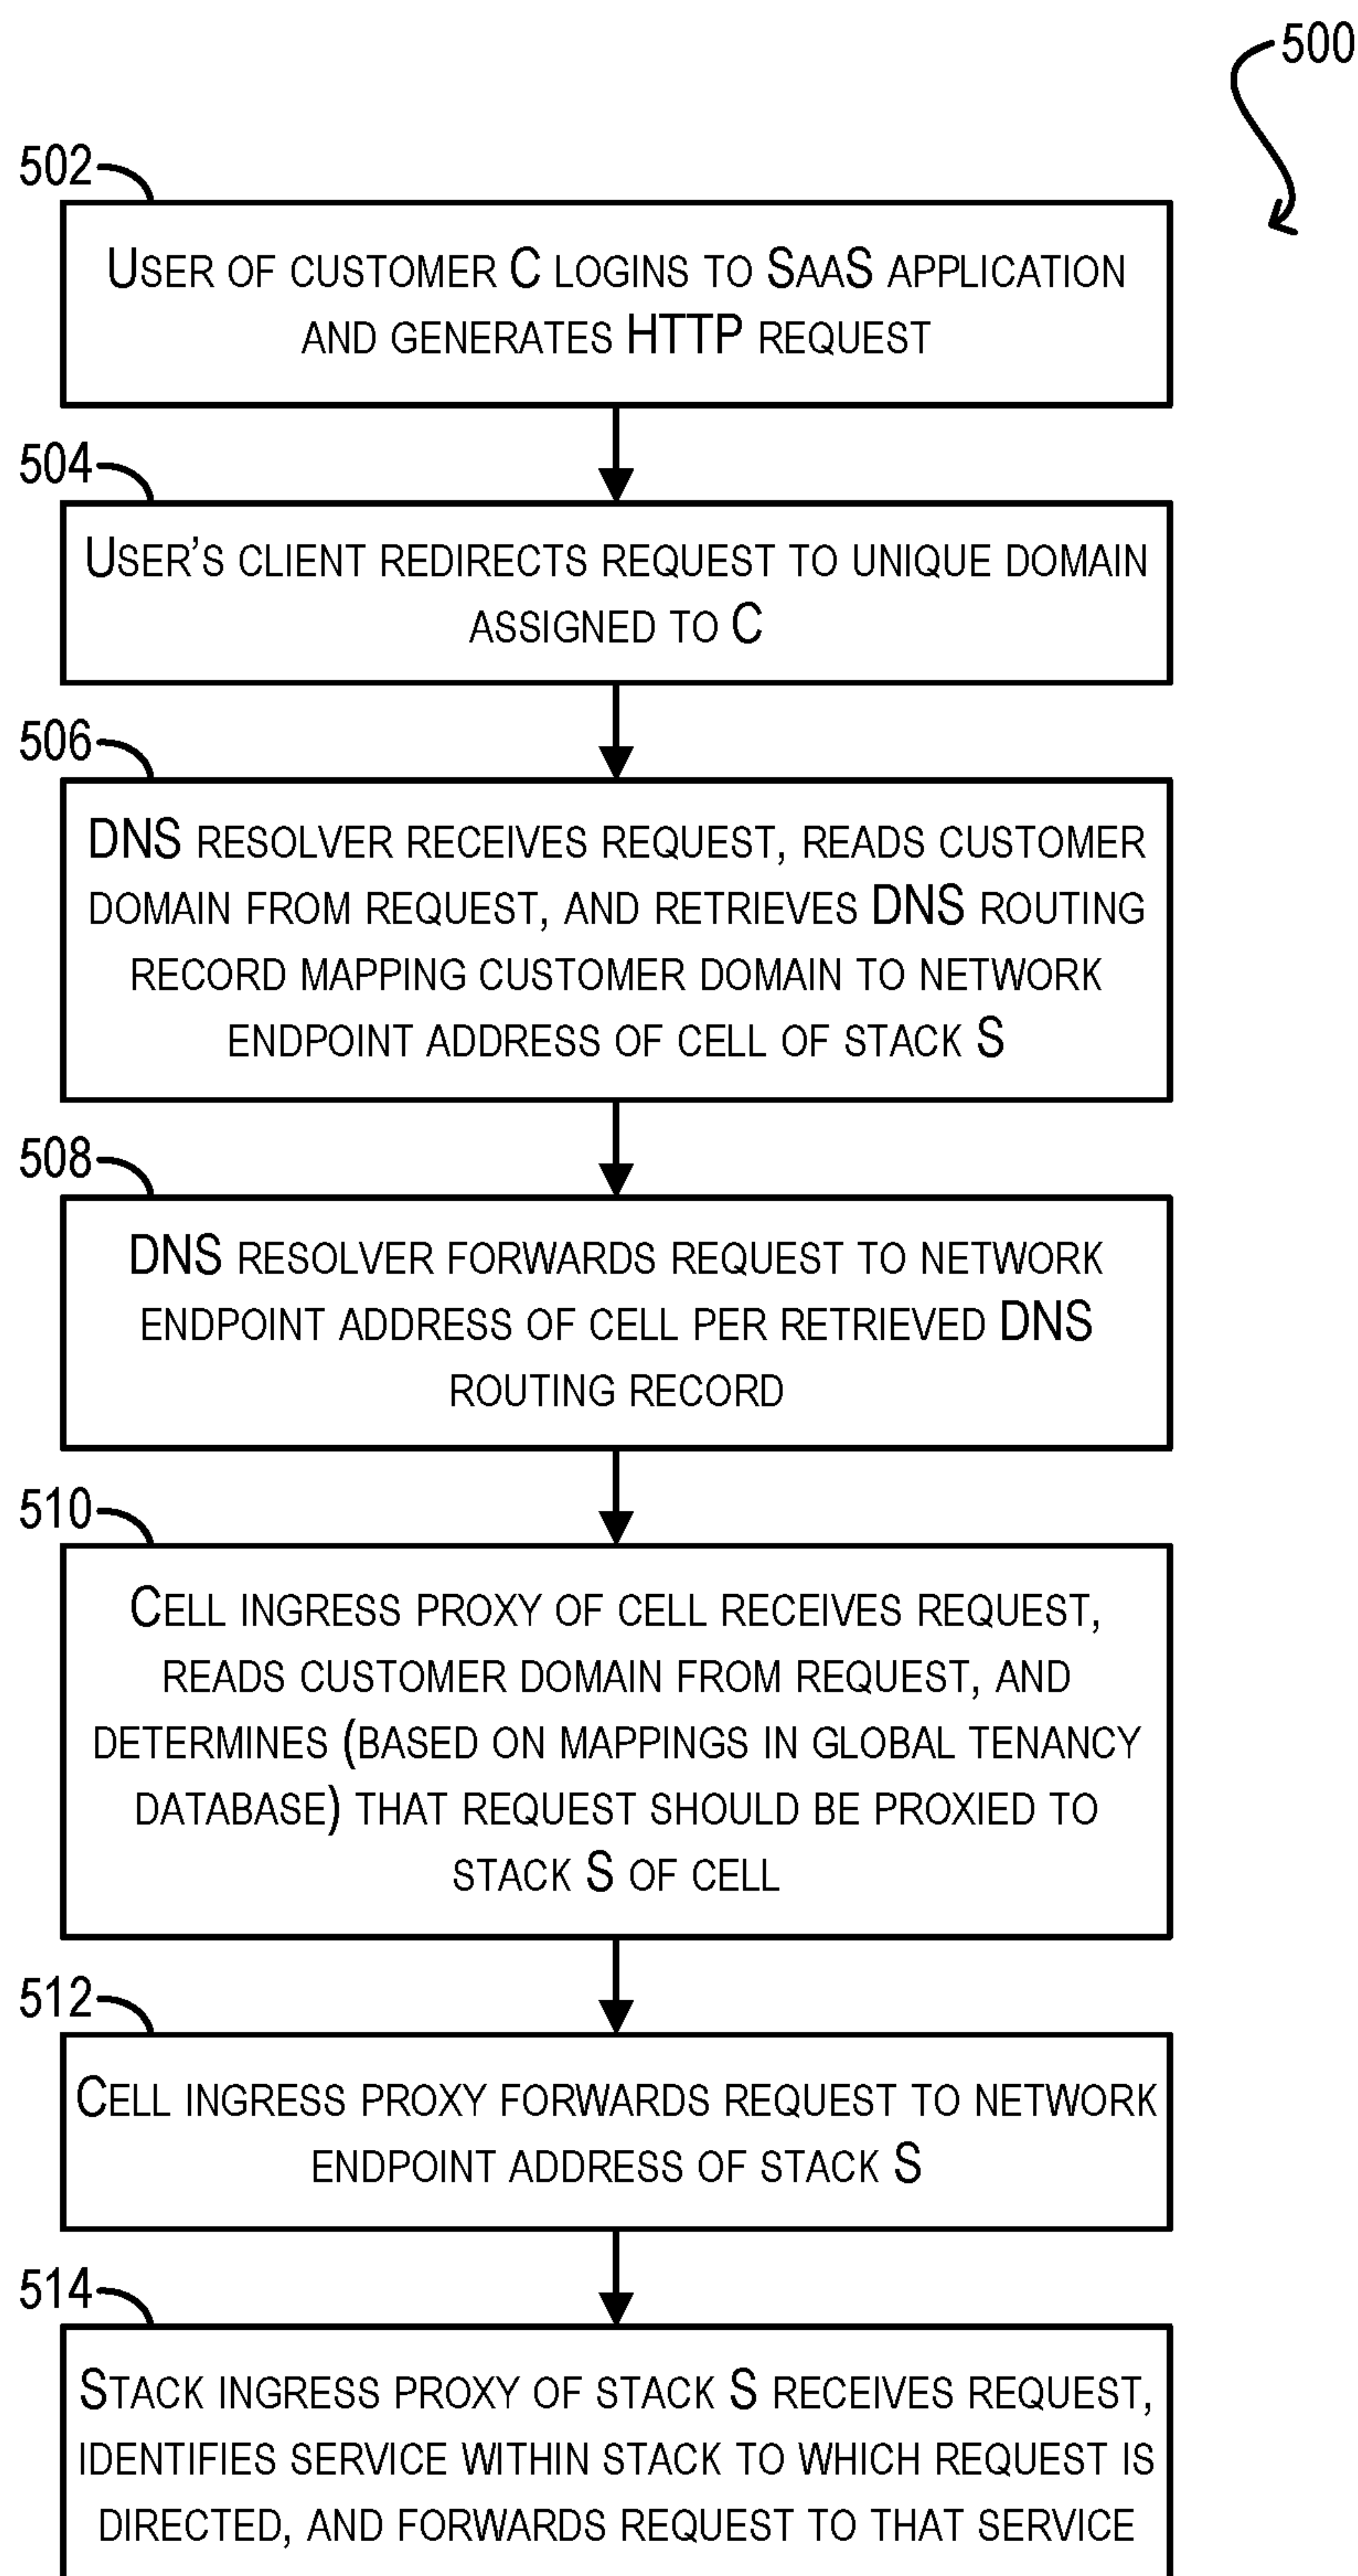 500
502
User of customer C logins to SaaS application
and generates HTTP request
504
User’s client redirects request to unique domain
assigned to C
506
DNS resolver receives request, reads customer
domain from request, and retrieves DNS routing
record mapping customer domain to network
endpoint address of cell of stack S
508
DNS resolver forwards request to network
endpoint address of cell per retrieved DNS
routing record
510
Cell ingress proxy of cell receives request,
reads customer domain from request, and
determines (based on mappings in global tenancy
database) that request should be proxied to
stack S of cell
512
Cell ingress proxy forwards request to network
endpoint address of stack S
514
Stack ingress proxy of stack S receives request,
identifies service within stack to which request is
directed, and forwards request to that service